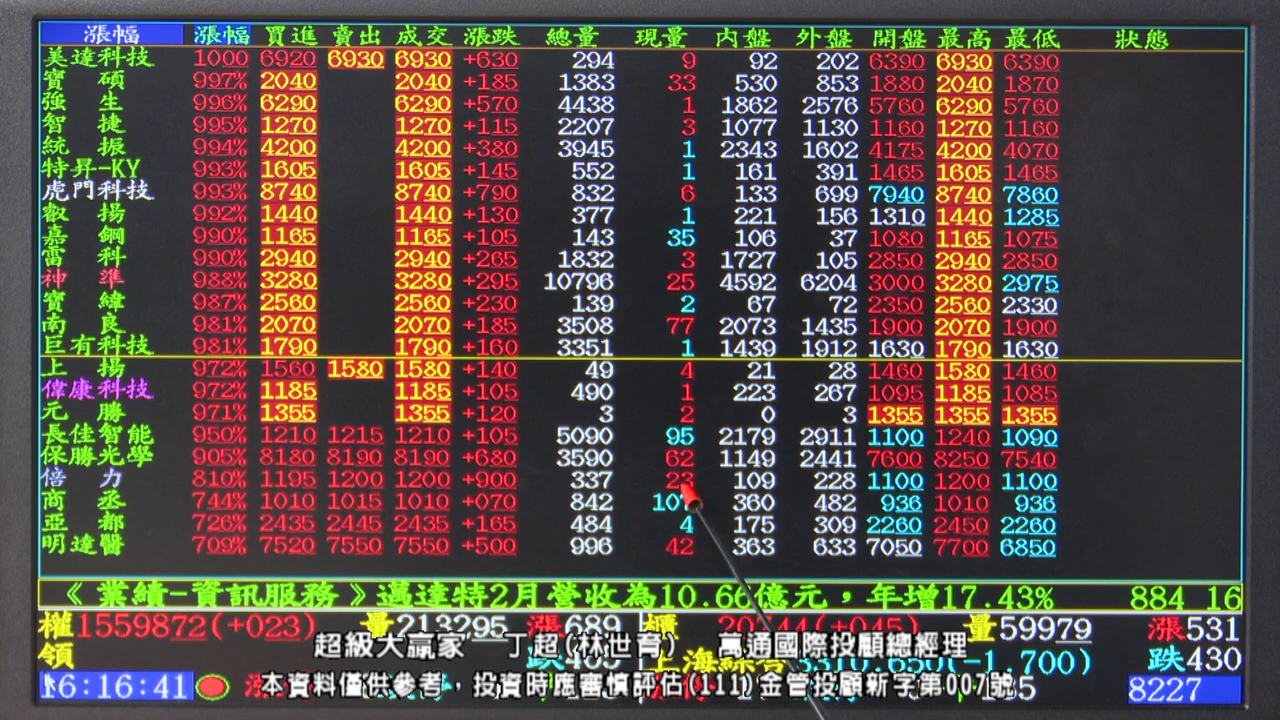 漲幅 漲幅 買進 賣出 成交 漲跌 總量 現量 內盤 外盤 開盤 最高 最低 狀態
美達科技 1000 6920 6930 6930 +630 294 9 92 202 6390 6930 6390
寶碩 997% 2040 2040 +185 1383 33 530 853 1880 2040 1870
強生 996% 6290 6290 +570 4438 1 1862 2576 5760 6290 5760
智捷 995% 1270 1270 +115 2207 3 1077 1130 1160 1270 1160
統振 994% 4200 4200 +380 3945 1 2343 1602 4175 4200 4070
特昇-KY 993% 1605 1605 +145 552 1 161 391 1465 1605 1465
虎門科技 993% 8740 8740 +790 832 6 133 699 7940 8740 7860
叡揚 992% 1440 1440 +130 377 1 221 156 1310 1440 1285
嘉鋼 990% 1165 1165 +105 143 35 106 37 1080 1165 1075
雷科 990% 2940 2940 +265 1832 3 1727 105 2850 2940 2850
神準 988% 3280 3280 +295 10796 25 4592 6204 3000 3280 2975
寶緯 987% 2560 2560 +230 139 2 67 72 2350 2560 2330
南良 981% 2070 2070 +185 3508 77 2073 1435 1900 2070 1900
巨有科技 981% 1790 1790 +160 3351 1 1439 1912 1630 1790 1630
上揚 972% 1560 1580 1580 +140 49 4 21 28 1460 1580 1460
偉康科技 972% 1185 1185 +105 490 1 223 267 1095 1185 1085
元勝 971% 1355 1355 +120 3 2 0 3 1355 1355 1355
長佳智能 950% 1210 1215 1210 +105 5090 95 2179 2911 1100 1240 1090
保勝光學 905% 8180 8190 8190 +680 3590 62 1149 2441 7600 8250 7540
倍力 810% 1195 1200 1200 +900 337 23 109 228 1100 1200 1100
商丞 744% 1010 1015 1010 +070 842 360 482 936 1010 936
亞都 726% 2435 2445 2435 +165 484 4 175 309 2260 2450 2260
明達醫 709% 7520 7550 7550 +500 996 42 363 633 7050 7700 6850
《業績-資訊服務》邁達特2月營收為10.66億元，年增17.43% 884 16
權1559872(+023) 量213295 漲689 櫃 (+045) 量59979 漲531
超級大贏家 丁超(林世育) 萬通國際投顧總經理
領 跌 上海綜 3310.650(-1.700) 跌430
16:16:41 8227
本資料僅供參考，投資時應審慎評估(111)金管投顧新字第007號